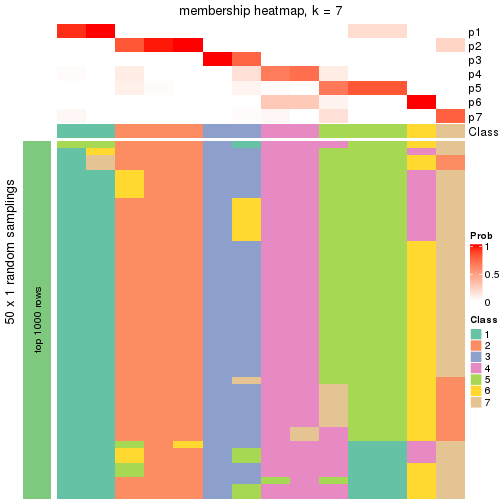 membership heatmap, k = 7
p1
p2
p3
p4
p5
p6
p7
Class
50 x 1 random samplings
top 1000 rows
Prob
1
0.5
0
Class
1
2
3
4
5
6
7